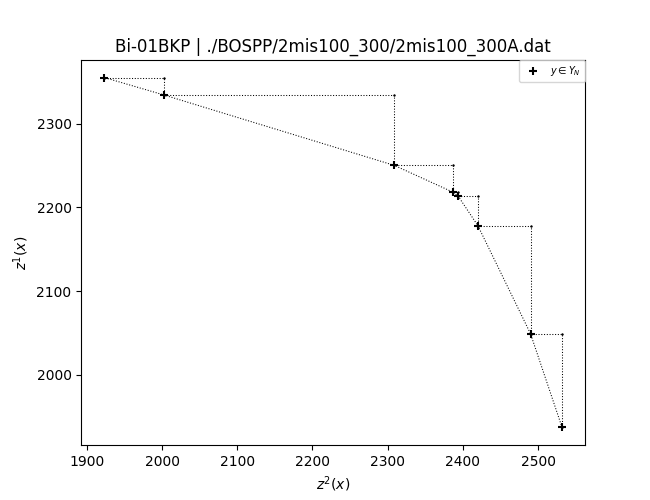 Bi-01BKP | ./BOSPP/2mis100_300/2mis100_300A.dat
y ∈ Y_N
2300
2200
2100
2000
z^1(x)
1900 2000 2100 2200 2300 2400 2500
z^2(x)